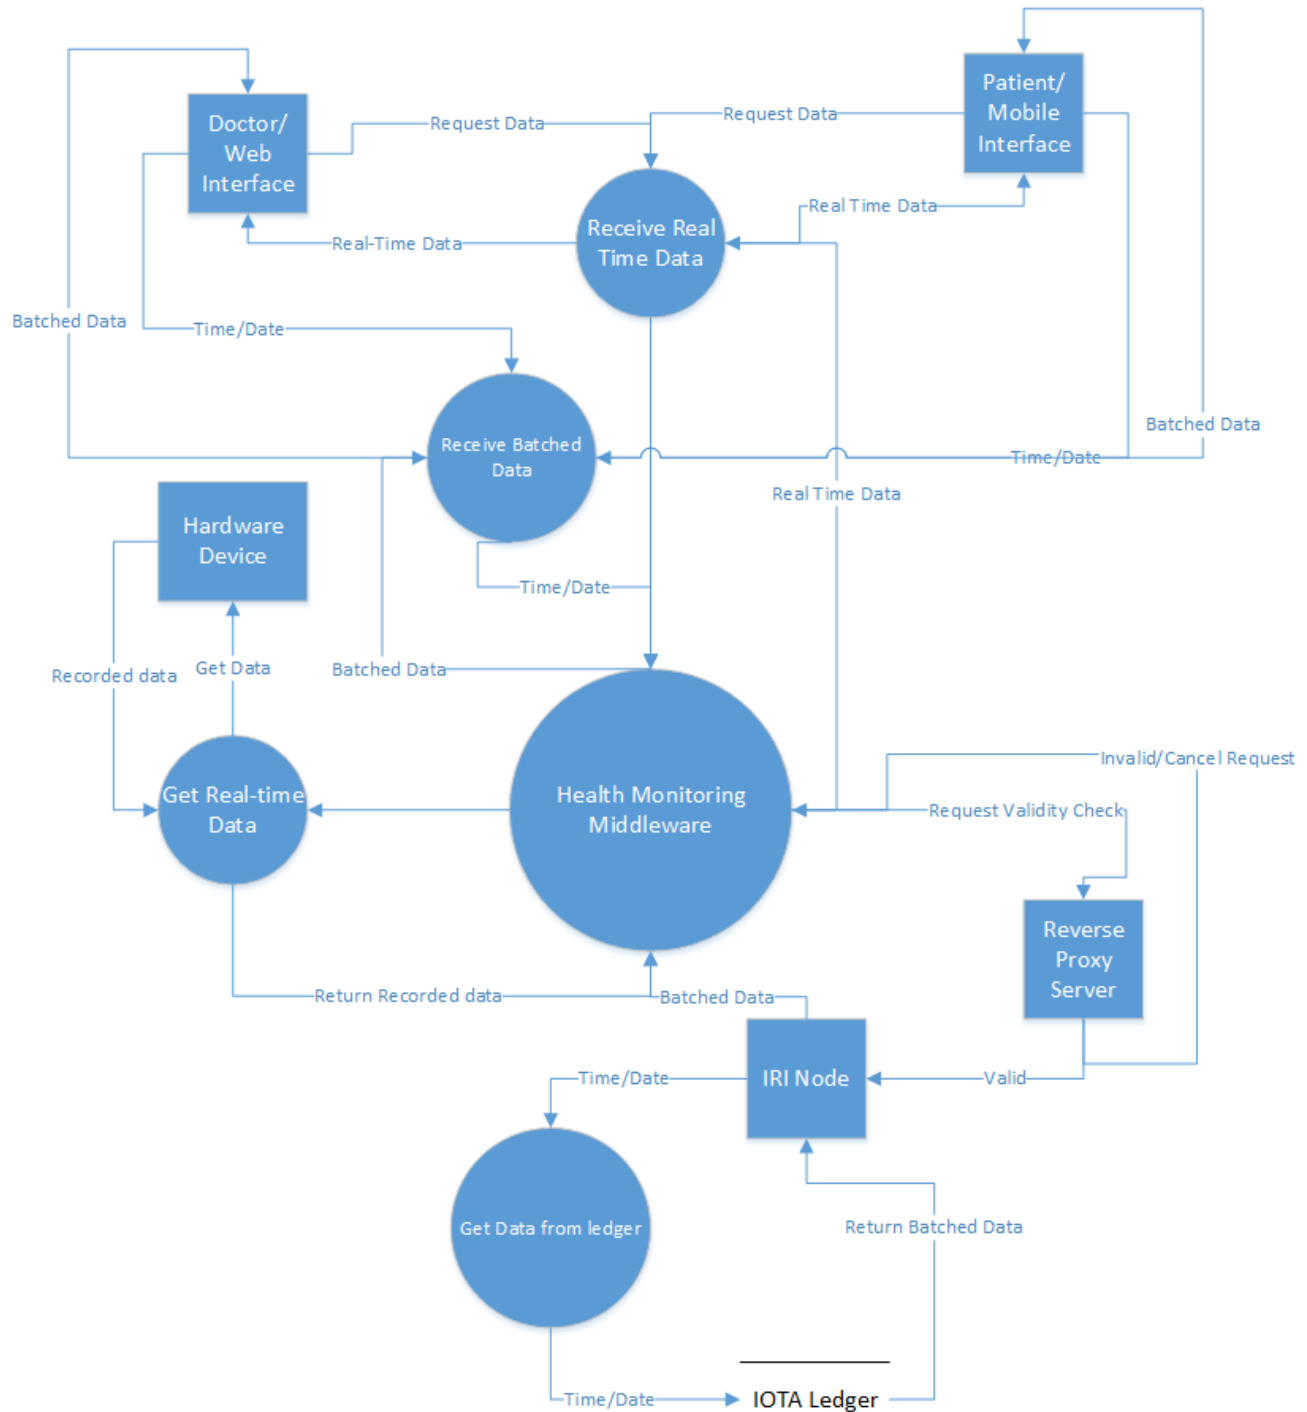 Patient/
Mobile
Interface
Doctor/
Web
Interface
Request Data
Request Data
Real Time Data
Receive Real
Time Data
Real-Time Data
Batched Data
Time/Date
Receive Batched
Data
Batched Data
Time/Date
Real Time Data
Hardware
Device
Time/Date
Recorded data
Get Data
Batched Data
Invalid/Cancel Request
Get Real-time
Data
Health Monitoring
Middleware
Request Validity Check
Reverse
Proxy
Server
Return Recorded data
Batched Data
Time/Date
IRI Node
Valid
Get Data from ledger
Return Batched Data
Time/Date
IOTA Ledger